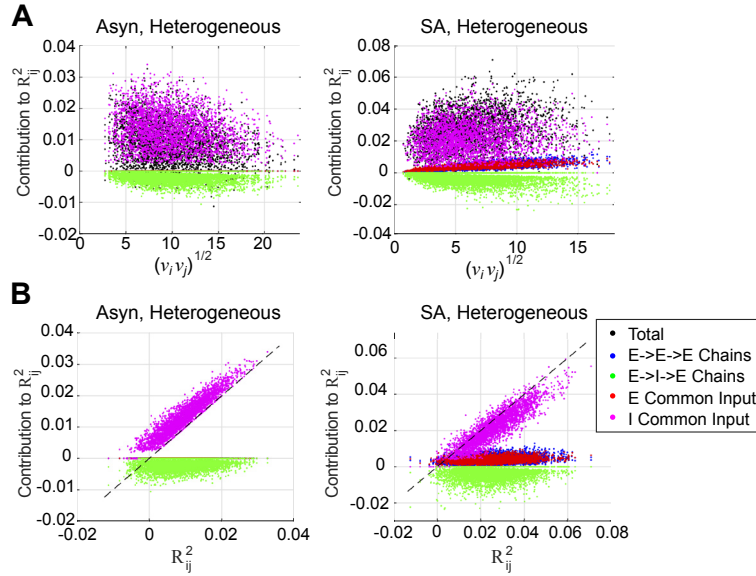 A
Asyn, Heterogeneous
SA, Heterogeneous
Contribution to R²ij
0.04
0.03
0.02
0.01
0
-0.01
-0.02
0
5
10
15
20
(νi νj)^1/2
Contribution to R²ij
0.08
0.06
0.04
0.02
0
-0.02
-0.04
0
5
10
15
(νi νj)^1/2
B
Asyn, Heterogeneous
SA, Heterogeneous
Contribution to R²ij
0.04
0.03
0.02
0.01
0
-0.01
-0.02
-0.02
0
0.02
0.04
R²ij
Contribution to R²ij
0.06
0.04
0.02
0
-0.02
-0.02
0
0.02
0.04
0.06
0.08
R²ij
Total
E->E->E Chains
E->I->E Chains
E Common Input
I Common Input